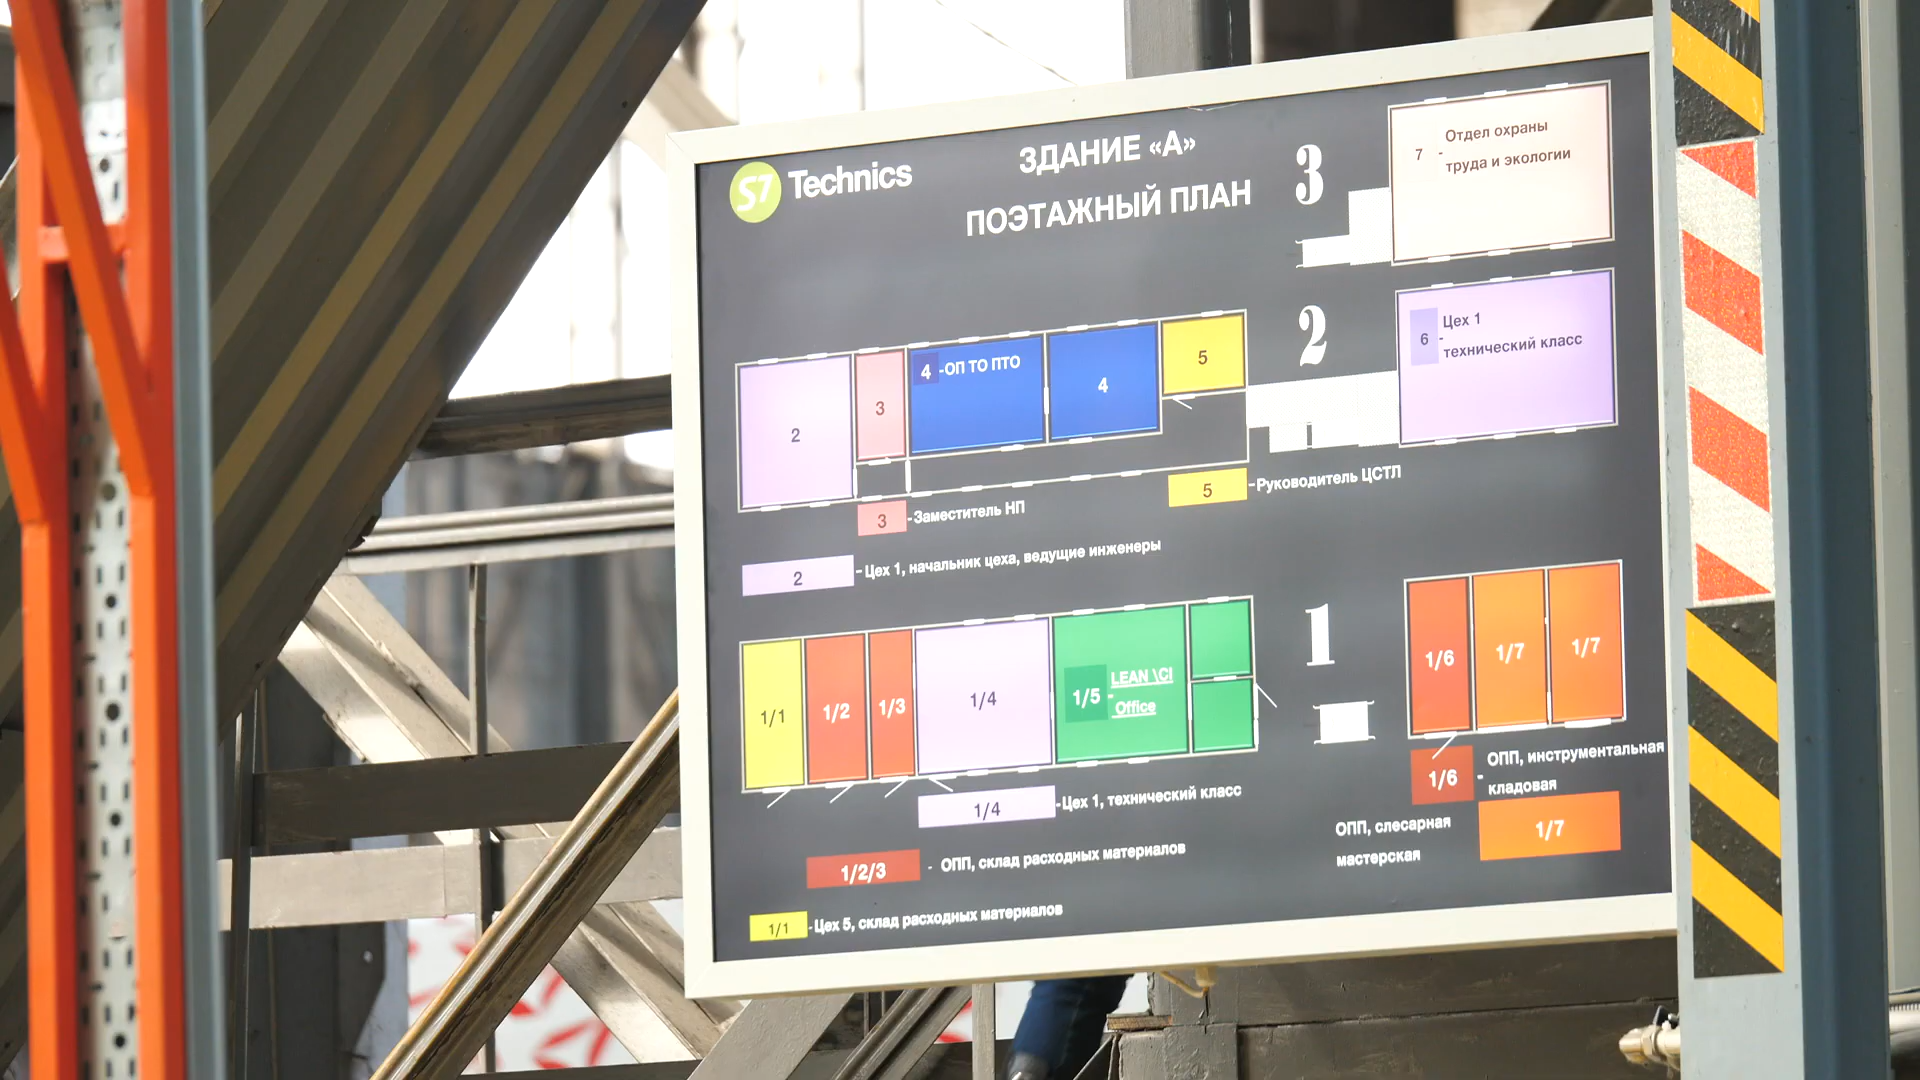 S7 Technics
ЗДАНИЕ «А»
ПОЭТАЖНЫЙ ПЛАН
3
7 - Отдел охраны
труда и экологии
2
6 - Цех 1
технический класс
2
3
4 -ОП ТО ПТО
4
5
5 -Руководитель ЦСТЛ
3 -Заместитель НП
2 - Цех 1, начальник цеха, ведущие инженеры
1
1/1
1/2
1/3
1/4
1/5 - LEAN \CI
Office
1/6
1/7
1/7
1/6 - ОПП, инструментальная
кладовая
1/4 -Цех 1, технический класс
ОПП, слесарная
мастерская
1/7
1/2/3 - ОПП, склад расходных материалов
1/1 -Цех 5, склад расходных материалов